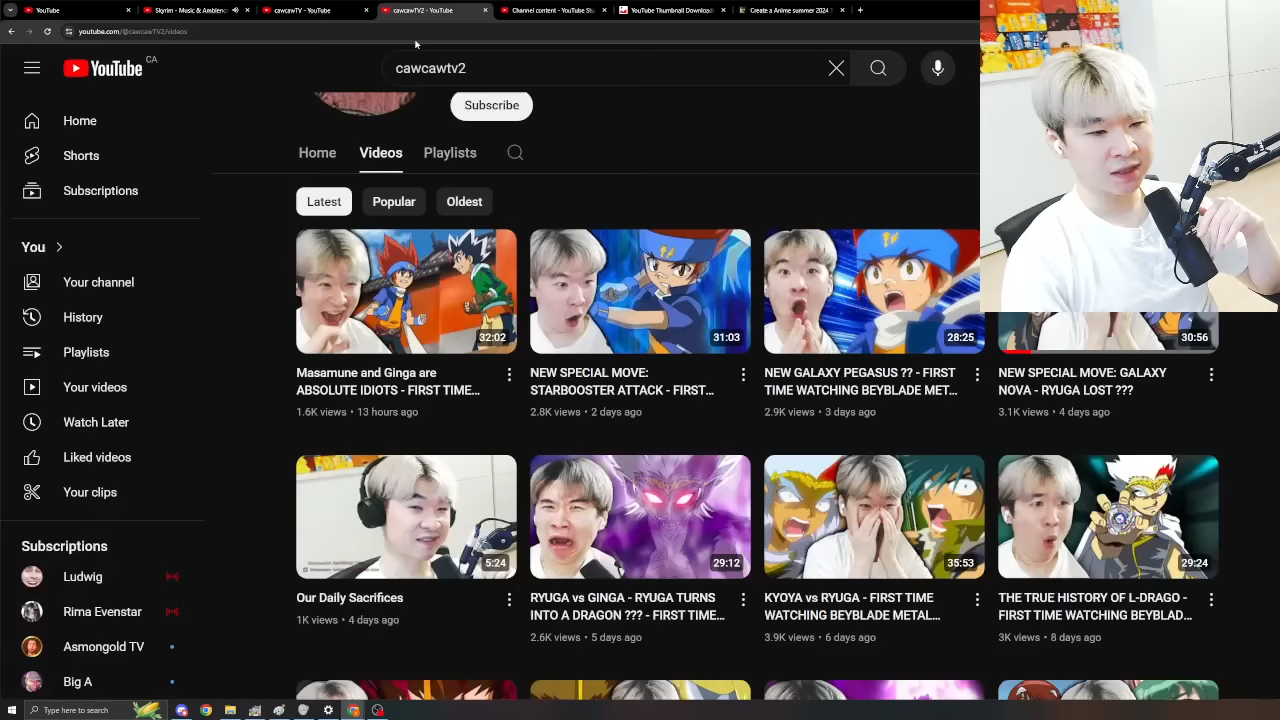 YouTube
Skyrim - Music & Ambienc
cawcawTV - YouTube
cawcawTV2 - YouTube
Channel content - YouTube St
YouTube Thumbnail Download
Create a Anime summer 2024 T
youtube.com/@cawcawTV2/videos
YouTube CA
cawcawtv2
Subscribe
Home
Shorts
Subscriptions
You
Your channel
History
Playlists
Your videos
Watch Later
Liked videos
Your clips
Subscriptions
Ludwig
Rima Evenstar
Asmongold TV
Big A
Home Videos Playlists
Latest Popular Oldest
32:02
Masamune and Ginga are
ABSOLUTE IDIOTS - FIRST TIME...
1.6K views • 13 hours ago
31:03
NEW SPECIAL MOVE:
STARBOOSTER ATTACK - FIRST...
2.8K views • 2 days ago
28:25
NEW GALAXY PEGASUS ?? - FIRST
TIME WATCHING BEYBLADE MET...
2.9K views • 3 days ago
30:56
NEW SPECIAL MOVE: GALAXY
NOVA - RYUGA LOST ???
3.1K views • 4 days ago
5:24
Our Daily Sacrifices
1K views • 4 days ago
29:12
RYUGA vs GINGA - RYUGA TURNS
INTO A DRAGON ??? - FIRST TIME...
2.6K views • 5 days ago
35:53
KYOYA vs RYUGA - FIRST TIME
WATCHING BEYBLADE METAL...
3.9K views • 6 days ago
29:24
THE TRUE HISTORY OF L-DRAGO -
FIRST TIME WATCHING BEYBLAD...
3K views • 8 days ago
Type here to search